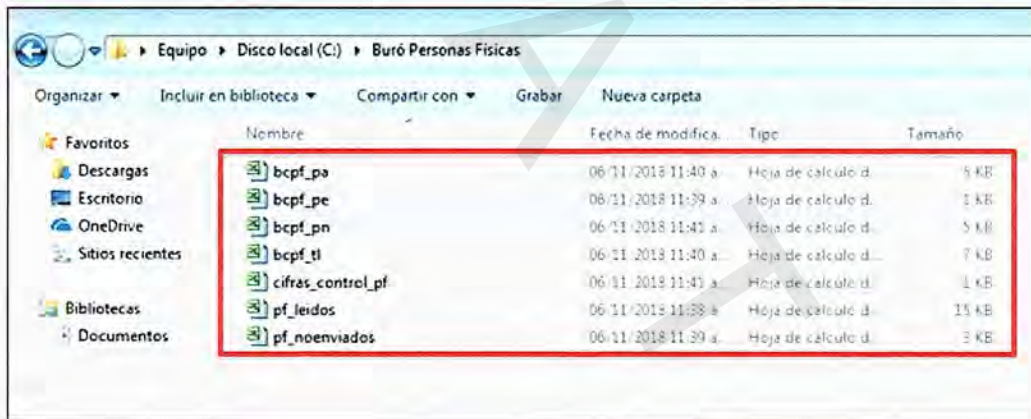 Equipo ▸ Disco local (C:) ▸ Buró Personas Físicas
Organizar Incluir en biblioteca Compartir con Grabar Nueva carpeta
Favoritos
Descargas
Escritorio
OneDrive
Sitios recientes
Bibliotecas
Documentos
Nombre Fecha de modifica... Tipo Tamaño
bcpf_pa 06/11/2018 11:40 a... Hoja de cálculo d... KB
bcpf_pe 06/11/2018 11:39 a... Hoja de cálculo d... 1 KB
bcpf_pn 06/11/2018 11:41 a... Hoja de cálculo d... 5 KB
bcpf_tl 06/11/2018 11:40 a... Hoja de cálculo d... 7 KB
cifras_control_pf 06/11/2018 11:41 a... Hoja de cálculo d... 1 KB
pf_leidos 06/11/2018 11:38 a... Hoja de cálculo d... 15 KB
pf_noenviados 06/11/2018 11:39 a... Hoja de cálculo d... 3 KB